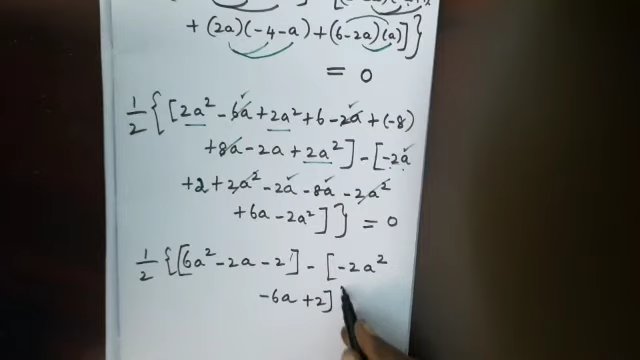 + (2a)(-4-a) + (6-2a)(a)]}
= 0
1/2 {[2a² - 6a + 2a² + 6 - 2a + (-8)
+ 8a - 2a + 2a²] - [-2a
+ 2 + 2a² - 2a - 8a - 2a²
+ 6a - 2a²]} = 0
1/2 {[6a² - 2a - 2] - [-2a²
- 6a + 2]